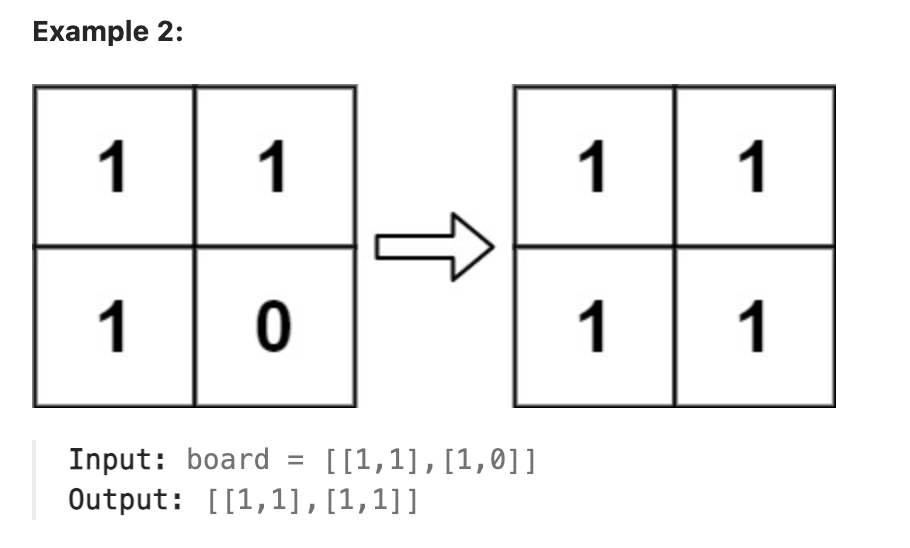 Example 2:
1 1 1 1
1 0 1 1
Input: board = [[1,1],[1,0]]
Output: [[1,1],[1,1]]